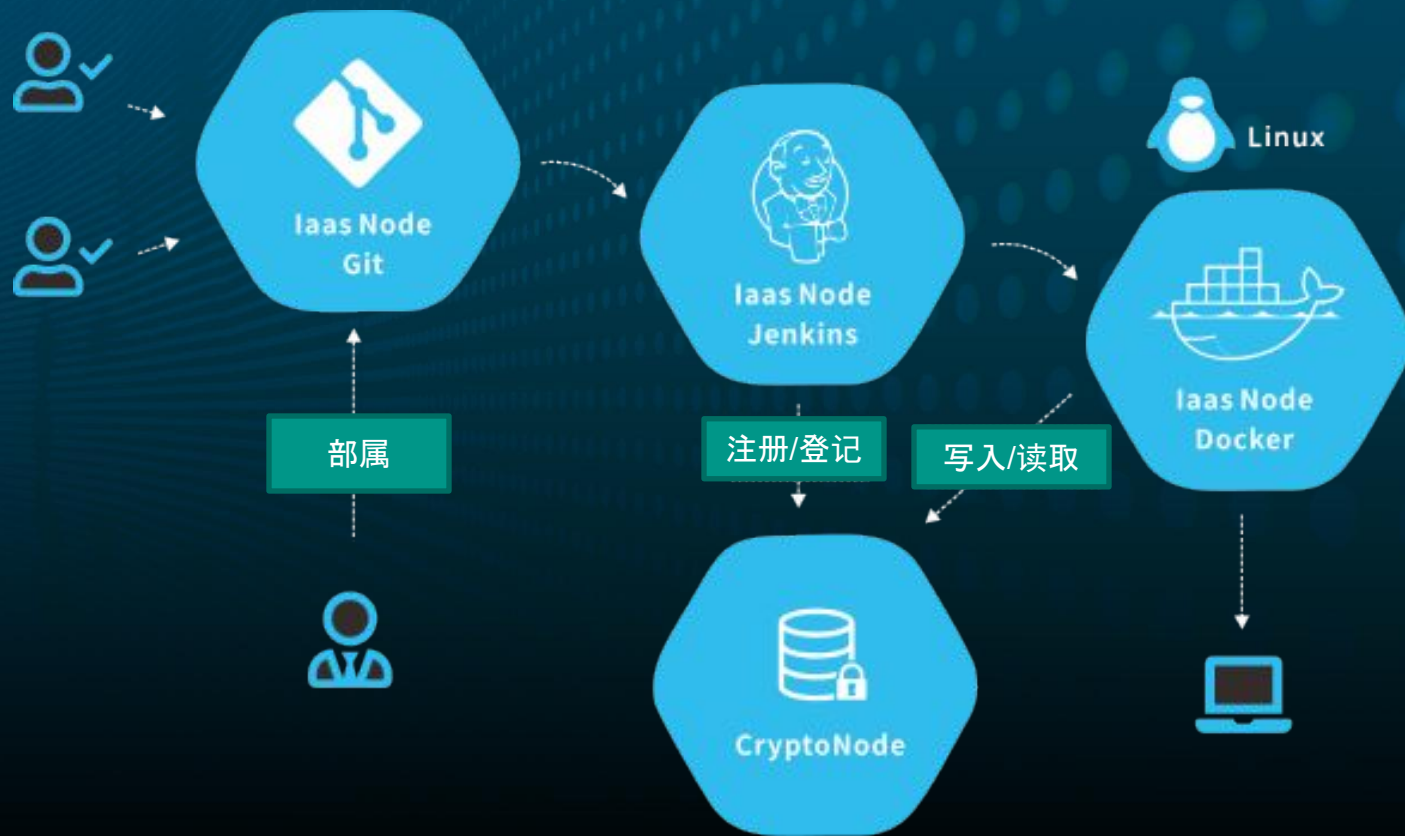 Iaas Node
Git
Iaas Node
Jenkins
Linux
Iaas Node
Docker
部属
注册/登记
写入/读取
CryptoNode